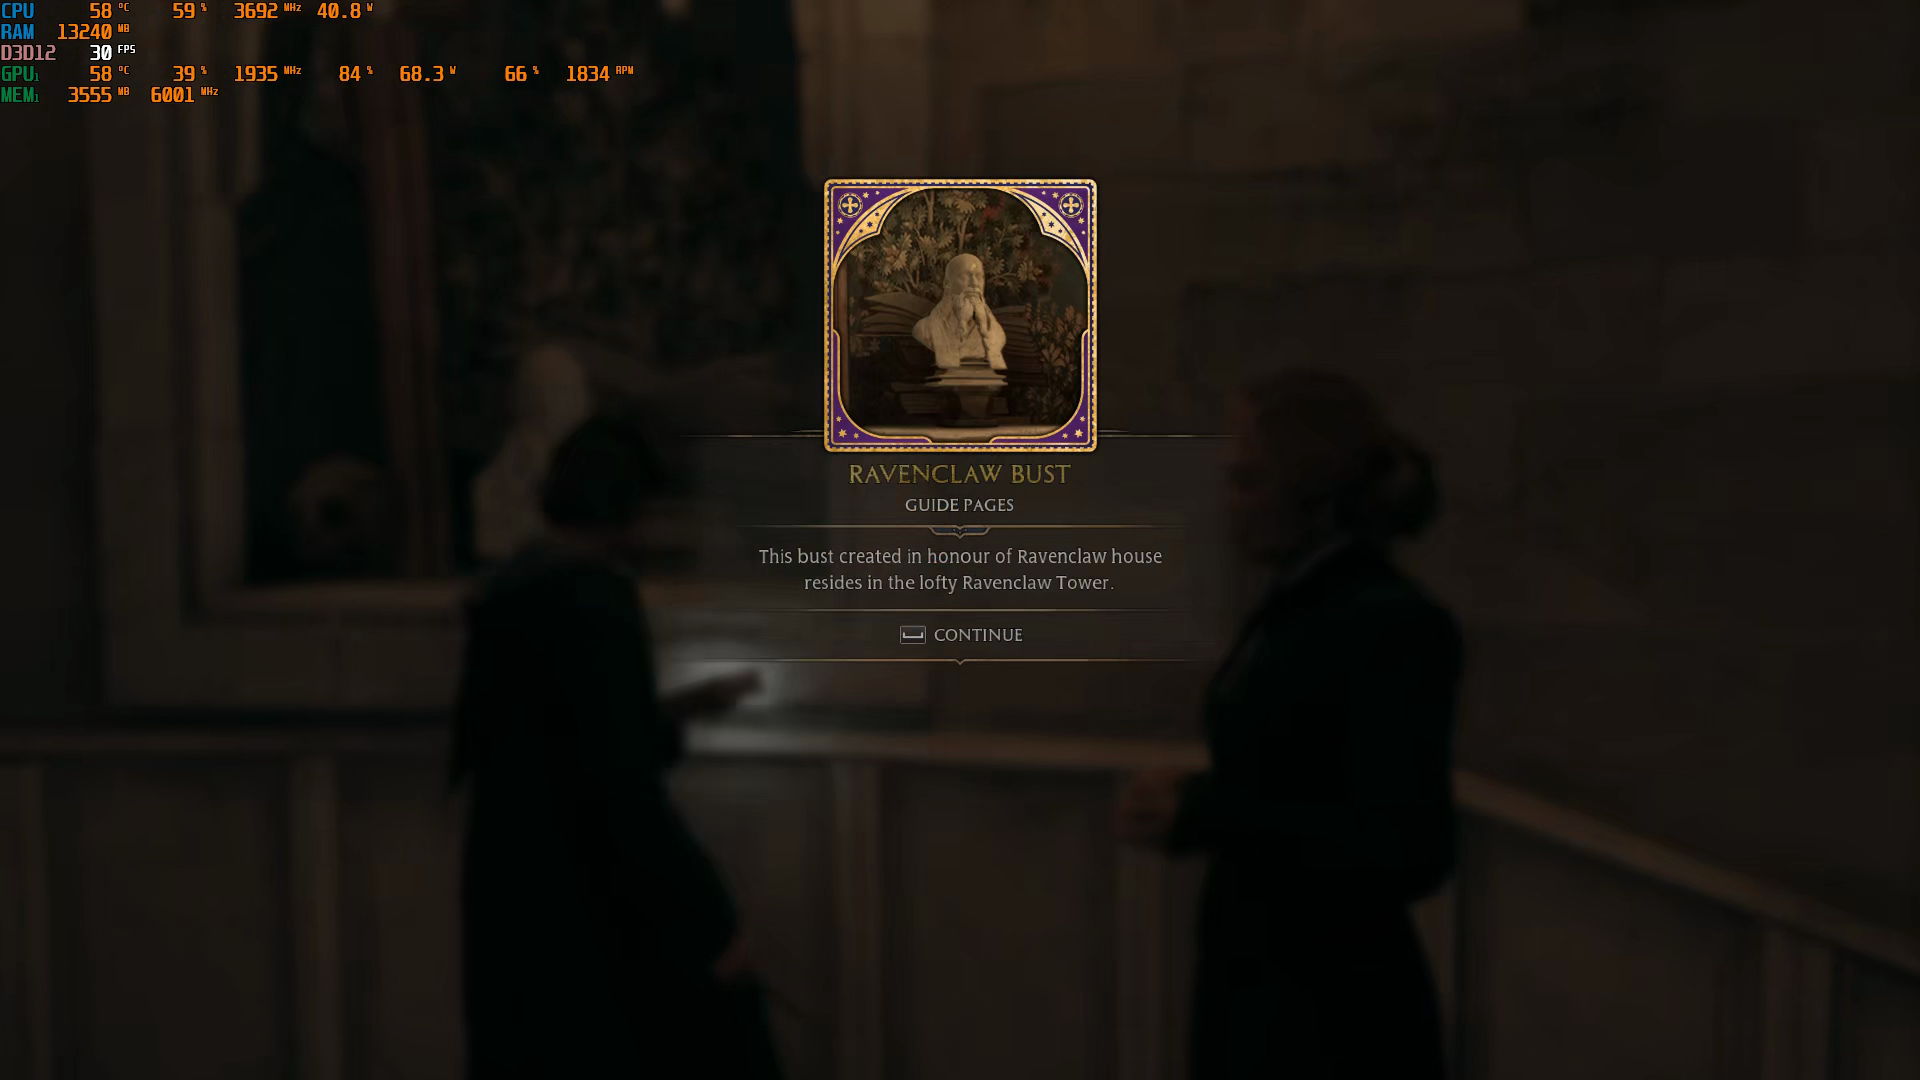 CPU 58 °C 59 % 3692 MHz 40.8 W
RAM 13240 MB
D3D12 30 FPS
GPU1 58 °C 39 % 1935 MHz 84 % 68.3 W 66 % 1834 RPM
MEM1 3555 MB 6001 MHz
RAVENCLAW BUST
GUIDE PAGES
This bust created in honour of Ravenclaw house
resides in the lofty Ravenclaw Tower.
CONTINUE